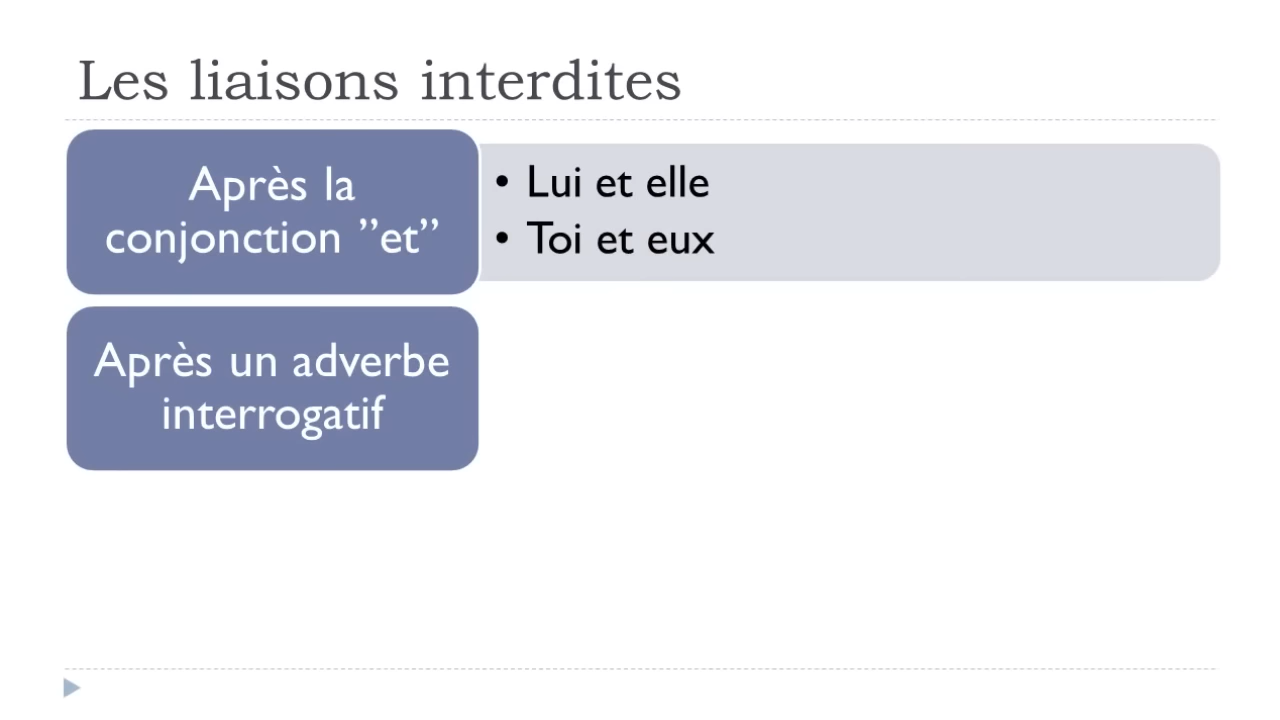 Les liaisons interdites
Après la
conjonction ”et”
• Lui et elle
• Toi et eux
Après un adverbe
interrogatif